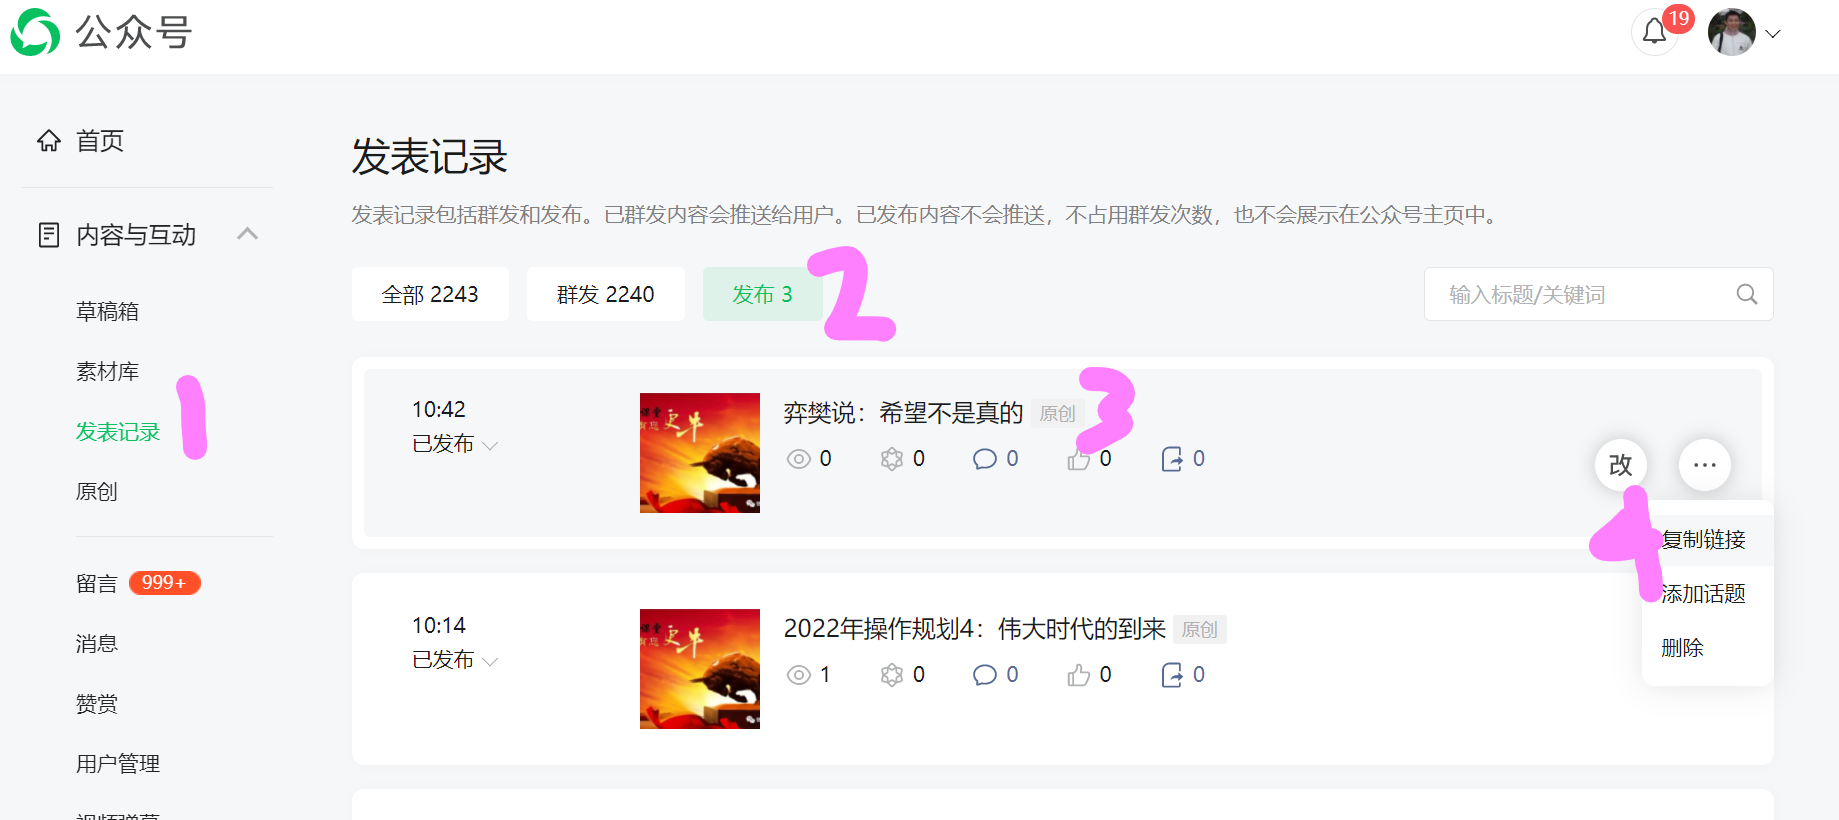 公众号
19
首页
内容与互动
草稿箱
素材库
发表记录
原创
留言 999+
消息
赞赏
用户管理
视频弹幕
发表记录
发表记录包括群发和发布。已群发内容会推送给用户。已发布内容不会推送，不占用群发次数，也不会展示在公众号主页中。
全部 2243 群发 2240 发布 3 输入标题/关键词
1
2
3
4
10:42
已发布
更牛
弈樊说：希望不是真的 原创
0 0 0 0 0
改 ...
复制链接
添加话题
删除
10:14
已发布
更牛
2022年操作规划4：伟大时代的到来 原创
1 0 0 0 0